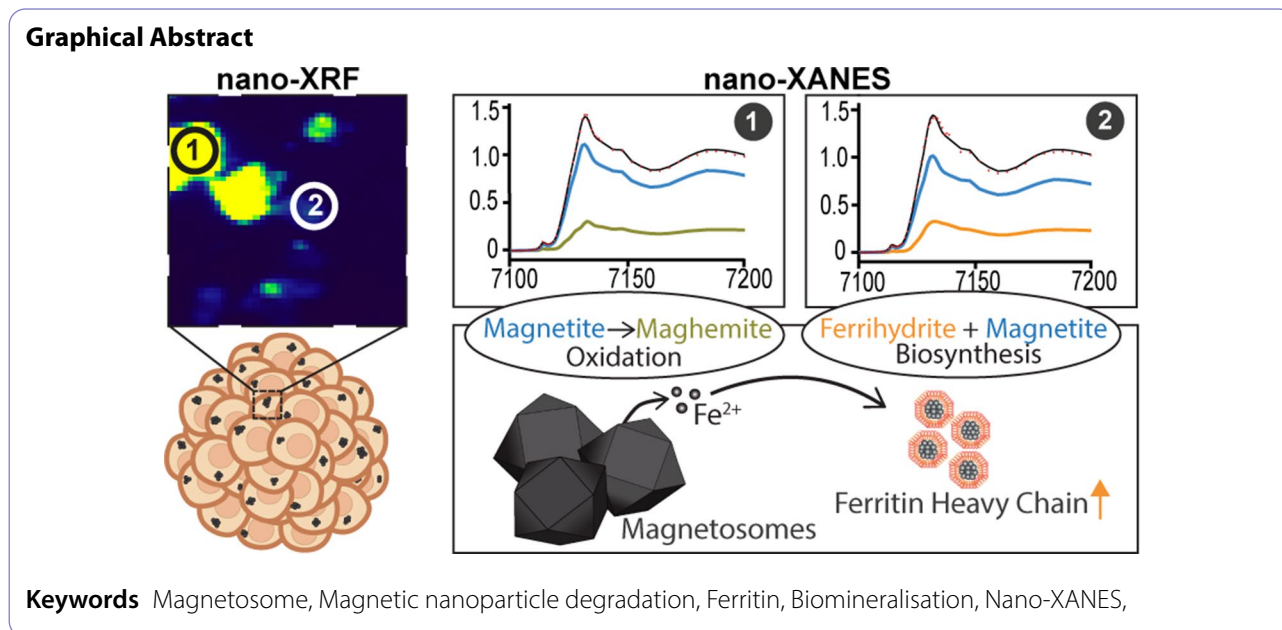 Graphical Abstract
nano-XRF
nano-XANES
1
2
1.5
1.0
0.5
0
7100
7150
7200
1
1.5
1.0
0.5
0
7100
7150
7200
2
Magnetite→Maghemite
Oxidation
Ferrihydrite + Magnetite
Biosynthesis
Fe²⁺
Magnetosomes
Ferritin Heavy Chain
Keywords Magnetosome, Magnetic nanoparticle degradation, Ferritin, Biomineralisation, Nano-XANES,